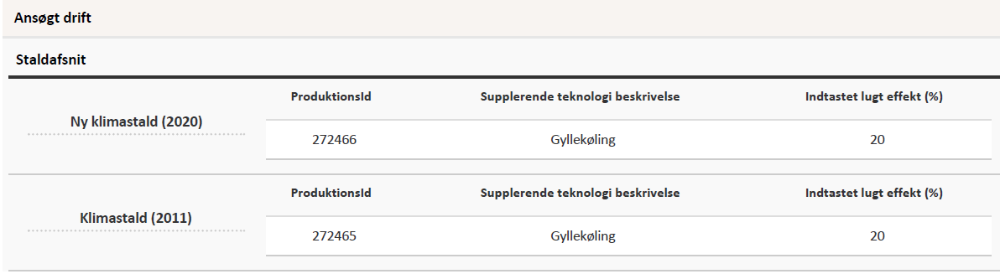 Ansøgt drift
Staldafsnit
ProduktionsId Supplerende teknologi beskrivelse Indtastet lugt effekt (%)
Ny klimastald (2020)
272466 Gyllekøling 20
ProduktionsId Supplerende teknologi beskrivelse Indtastet lugt effekt (%)
Klimastald (2011)
272465 Gyllekøling 20